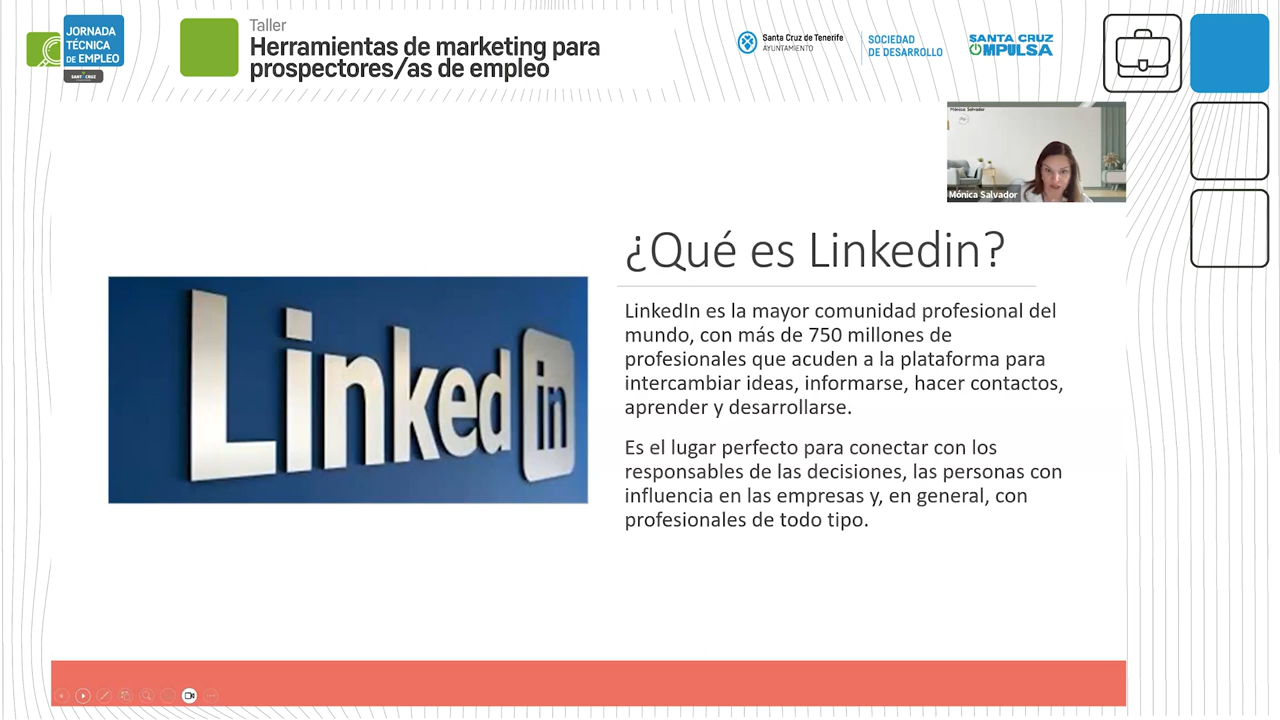 JORNADA
TÉCNICA
DE EMPLEO
SANTA CRUZ
Taller
Herramientas de marketing para
prospectores/as de empleo
Santa Cruz de Tenerife
AYUNTAMIENTO
SOCIEDAD
DE DESARROLLO
SANTA CRUZ
IMPULSA
Mónica Salvador
Mónica Salvador
¿Qué es Linkedin?
Linked in
LinkedIn es la mayor comunidad profesional del
mundo, con más de 750 millones de
profesionales que acuden a la plataforma para
intercambiar ideas, informarse, hacer contactos,
aprender y desarrollarse.
Es el lugar perfecto para conectar con los
responsables de las decisiones, las personas con
influencia en las empresas y, en general, con
profesionales de todo tipo.